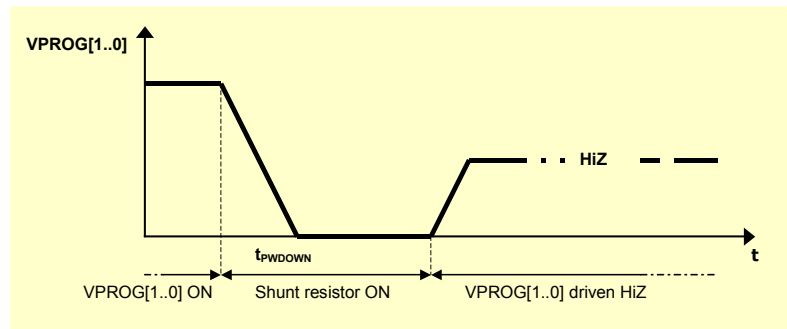 VPROG[1..0]
HiZ
t
tPWDOWN
VPROG[1..0] ON
Shunt resistor ON
VPROG[1..0] driven HiZ